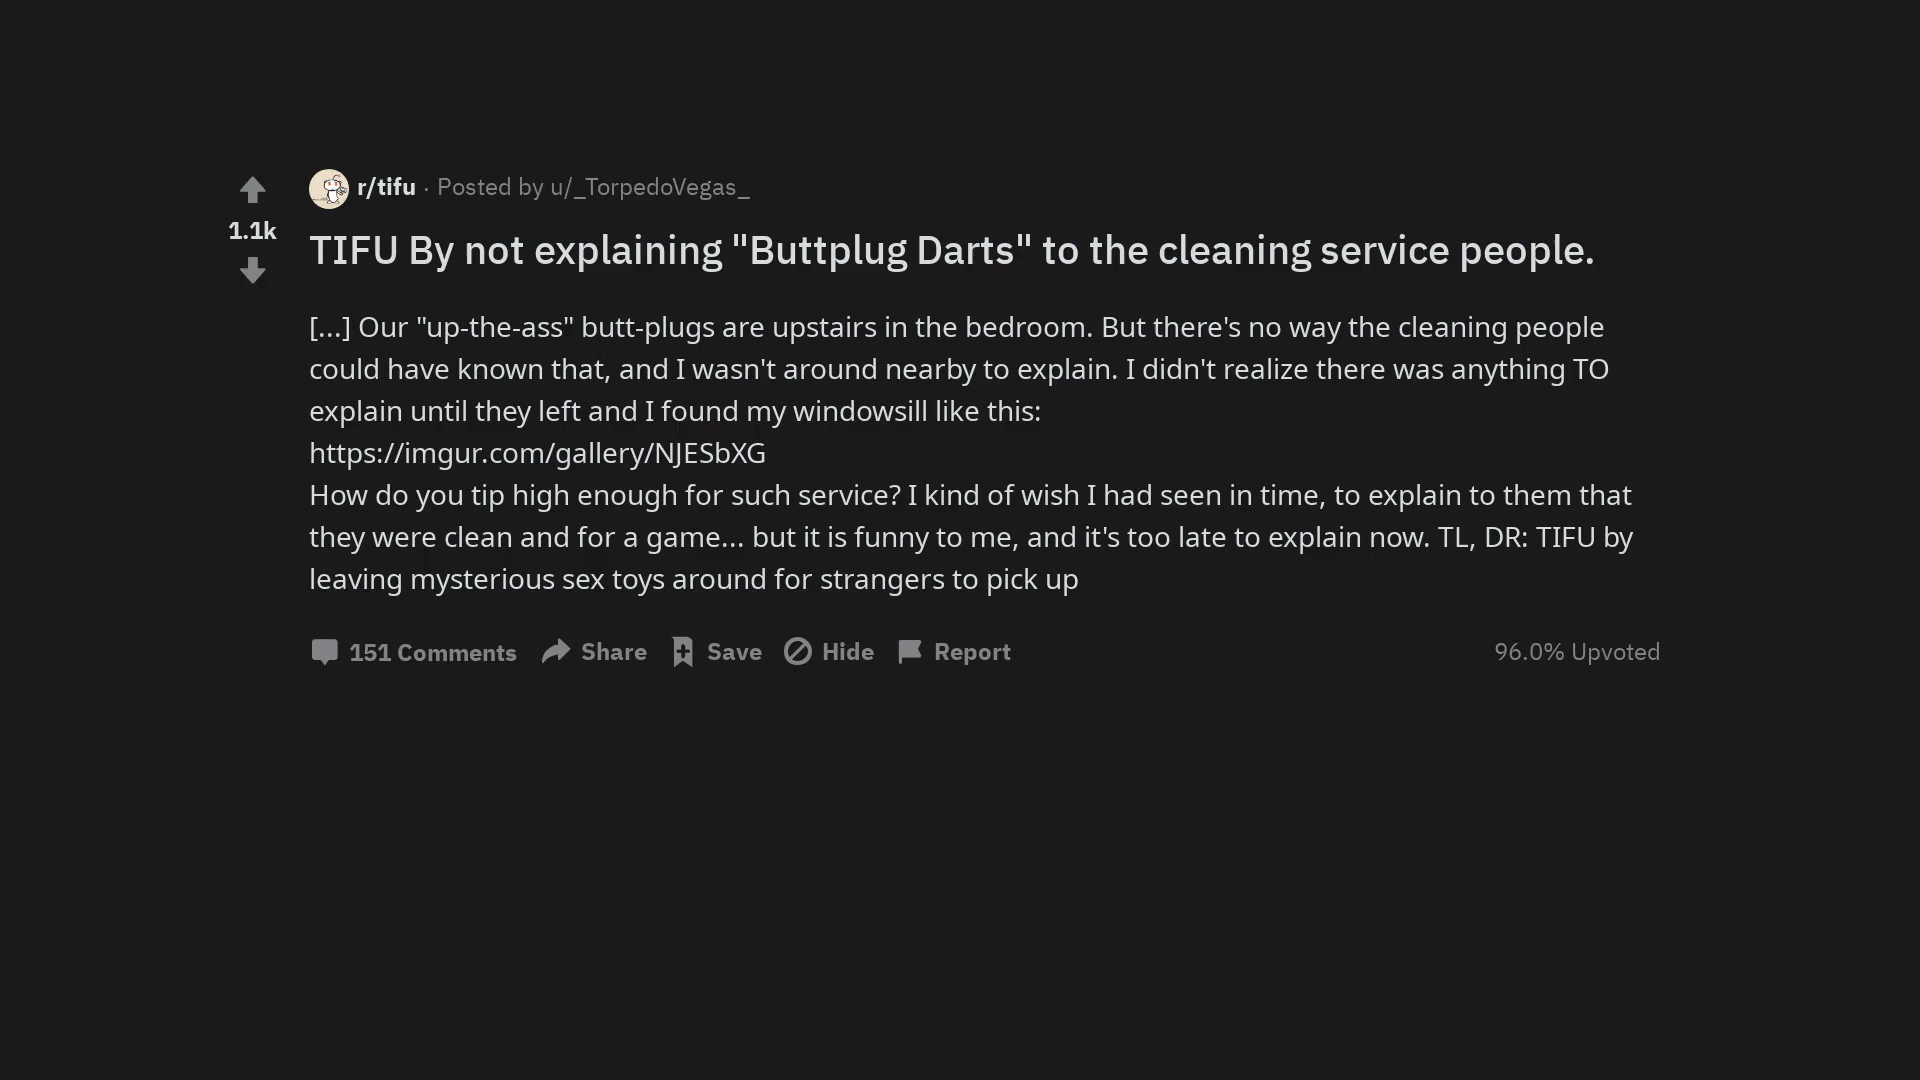 r/tifu · Posted by u/_TorpedoVegas_
1.1k
TIFU By not explaining "Buttplug Darts" to the cleaning service people.
[...] Our "up-the-ass" butt-plugs are upstairs in the bedroom. But there's no way the cleaning people
could have known that, and I wasn't around nearby to explain. I didn't realize there was anything TO
explain until they left and I found my windowsill like this:
https://imgur.com/gallery/NJESbXG
How do you tip high enough for such service? I kind of wish I had seen in time, to explain to them that
they were clean and for a game... but it is funny to me, and it's too late to explain now. TL, DR: TIFU by
leaving mysterious sex toys around for strangers to pick up
151 Comments Share Save Hide Report 96.0% Upvoted